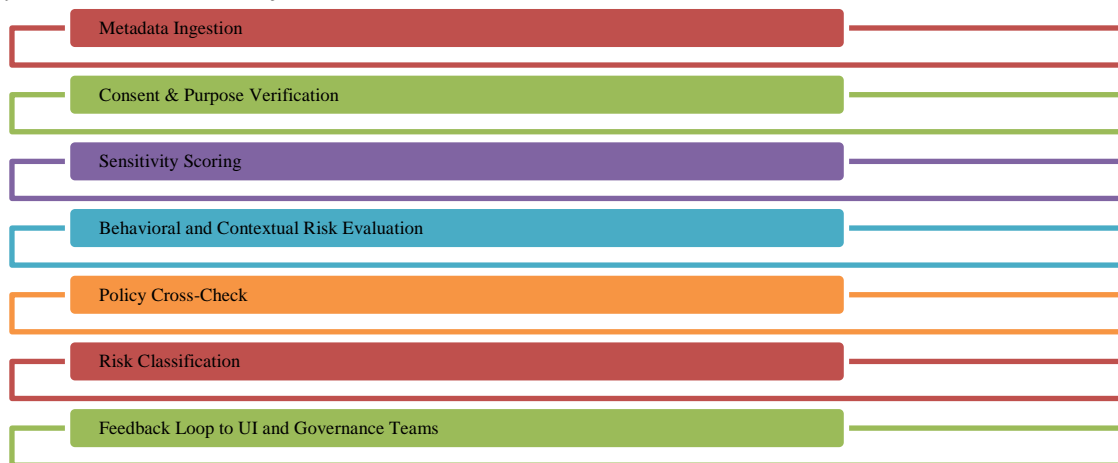 Metadata Ingestion
Consent & Purpose Verification
Sensitivity Scoring
Behavioral and Contextual Risk Evaluation
Policy Cross-Check
Risk Classification
Feedback Loop to UI and Governance Teams